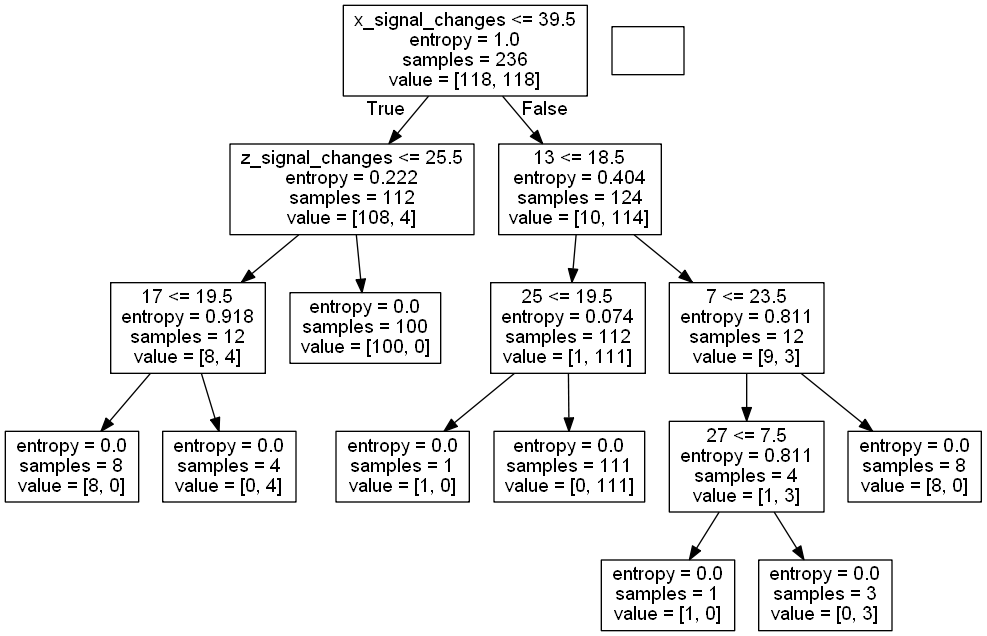 x_signal_changes <= 39.5
entropy = 1.0
samples = 236
value = [118, 118]
True
False
z_signal_changes <= 25.5
entropy = 0.222
samples = 112
value = [108, 4]
13 <= 18.5
entropy = 0.404
samples = 124
value = [10, 114]
17 <= 19.5
entropy = 0.918
samples = 12
value = [8, 4]
entropy = 0.0
samples = 100
value = [100, 0]
25 <= 19.5
entropy = 0.074
samples = 112
value = [1, 111]
7 <= 23.5
entropy = 0.811
samples = 12
value = [9, 3]
entropy = 0.0
samples = 8
value = [8, 0]
entropy = 0.0
samples = 4
value = [0, 4]
entropy = 0.0
samples = 1
value = [1, 0]
entropy = 0.0
samples = 111
value = [0, 111]
27 <= 7.5
entropy = 0.811
samples = 4
value = [1, 3]
entropy = 0.0
samples = 8
value = [8, 0]
entropy = 0.0
samples = 1
value = [1, 0]
entropy = 0.0
samples = 3
value = [0, 3]